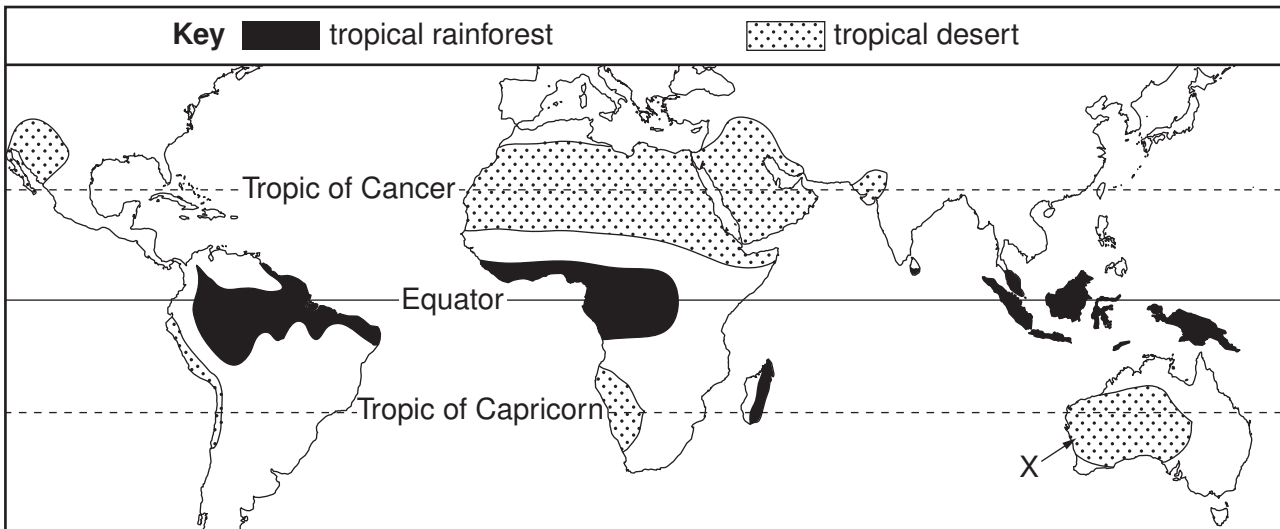 Key tropical rainforest tropical desert
Tropic of Cancer
Equator
Tropic of Capricorn
X